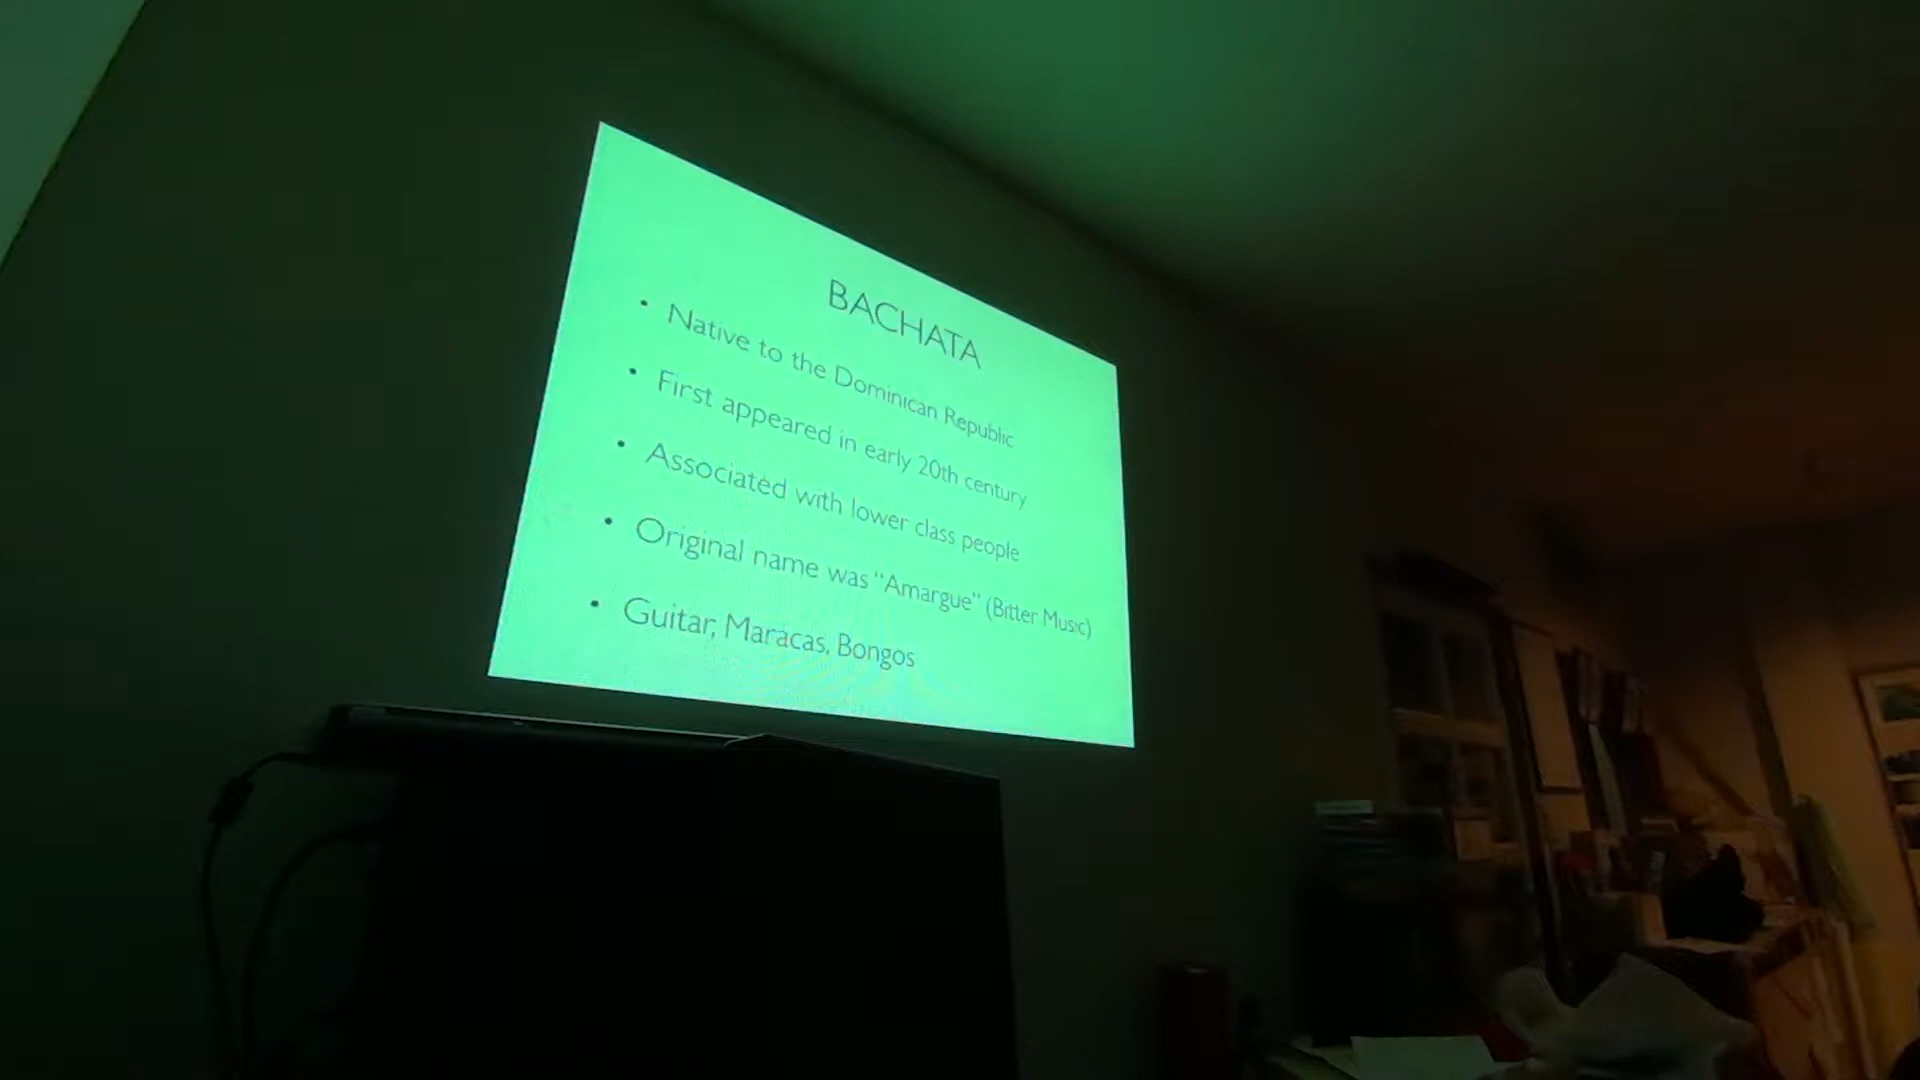 BACHATA
• Native to the Dominican Republic
• First appeared in early 20th century
• Associated with lower class people
• Original name was "Amargue" (Bitter Music)
• Guitar, Maracas, Bongos